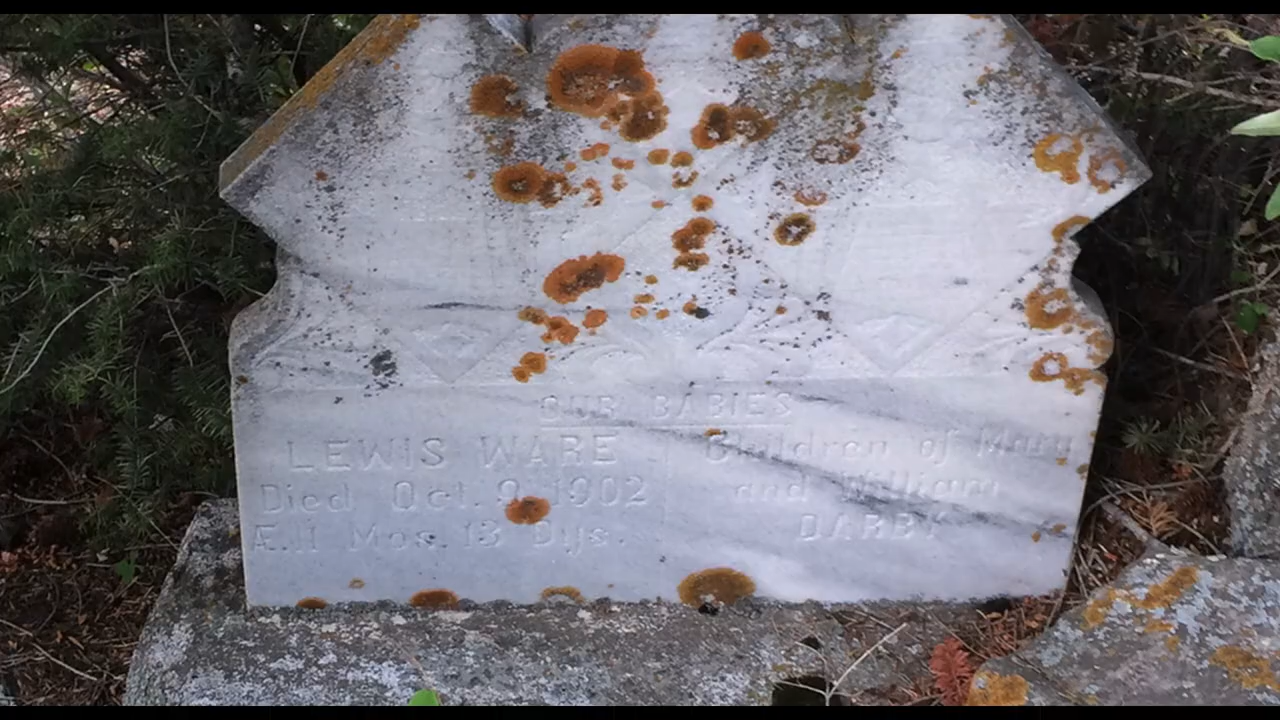 OUR BABIES
LEWIS WARE
Died Oct. 9, 1902
Æ. 11 Mos. 13 Dys.
Children of Mary
and William
DARBY